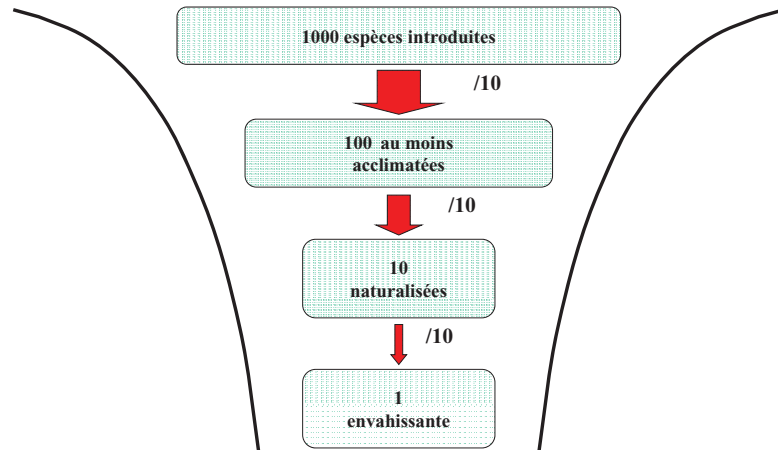 1000 espèces introduites
/10
100 au moins
acclimatées
/10
10
naturalisées
/10
1
envahissante